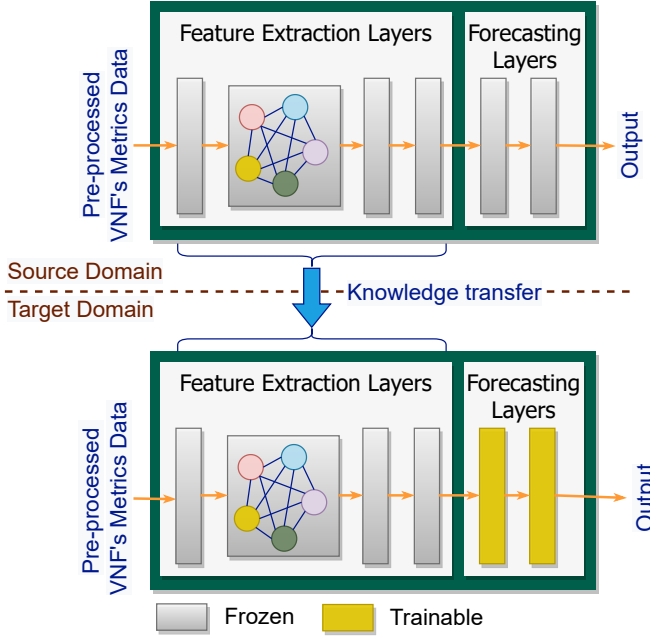 Feature Extraction Layers
Forecasting
Layers
Pre-processed
VNF's Metrics Data
Output
Source Domain
Knowledge transfer
Target Domain
Feature Extraction Layers
Forecasting
Layers
Pre-processed
VNF's Metrics Data
Output
Frozen
Trainable